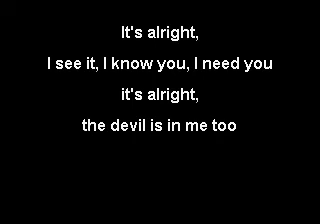 It's alright,
I see it, I know you, I need you
it's alright,
the devil is in me too